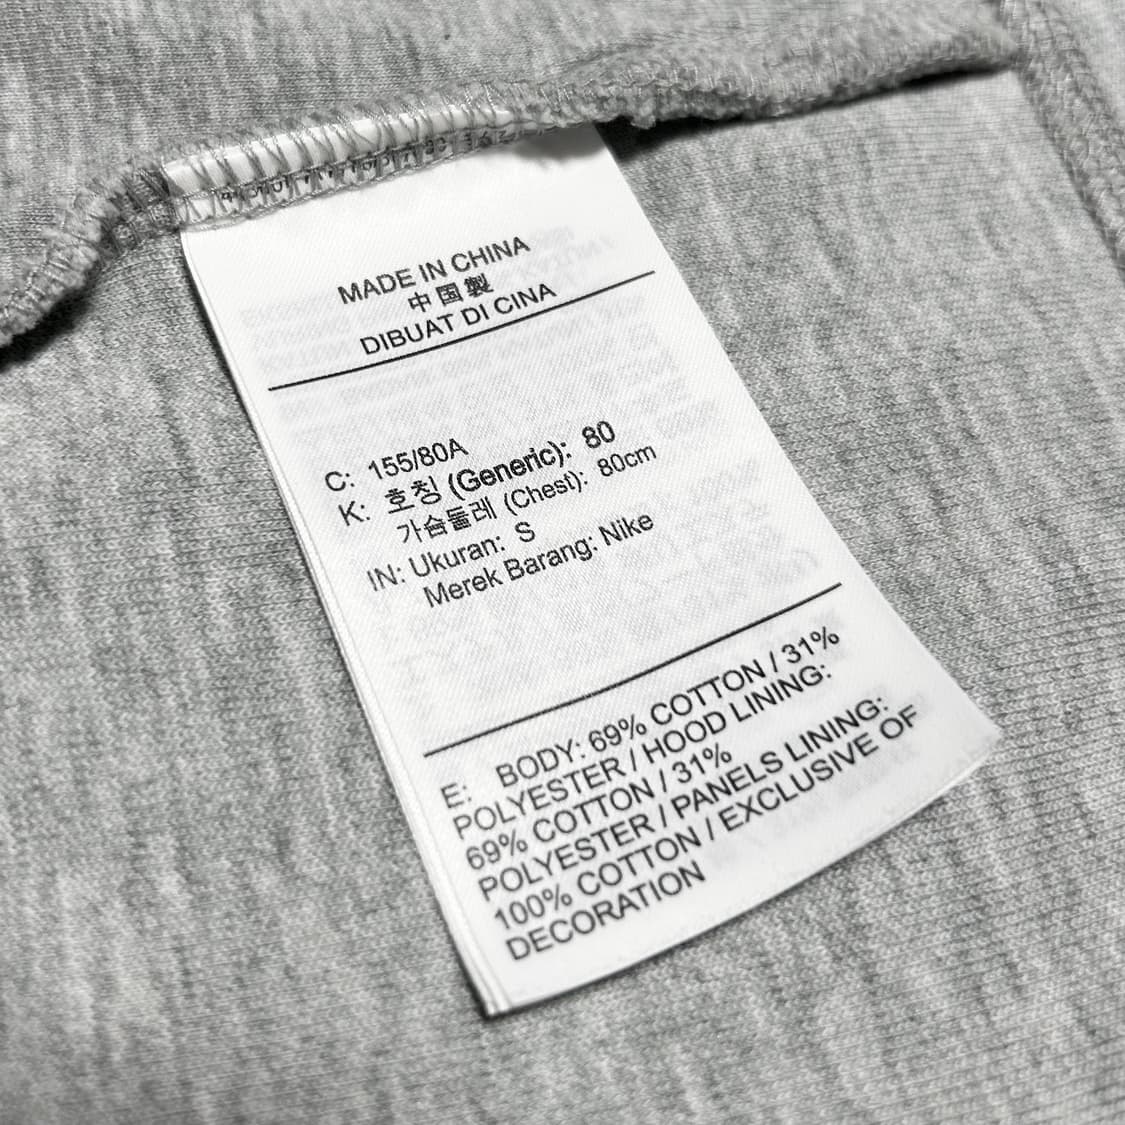 MADE IN CHINA
中国製
DIBUAT DI CINA
C: 155/80A
K: 호칭 (Generic): 80
가슴둘레 (Chest): 80cm
IN: Ukuran: S
Merek Barang: Nike
E: BODY: 69% COTTON / 31%
POLYESTER / HOOD LINING:
69% COTTON / 31%
POLYESTER / PANELS LINING:
100% COTTON / EXCLUSIVE OF
DECORATION